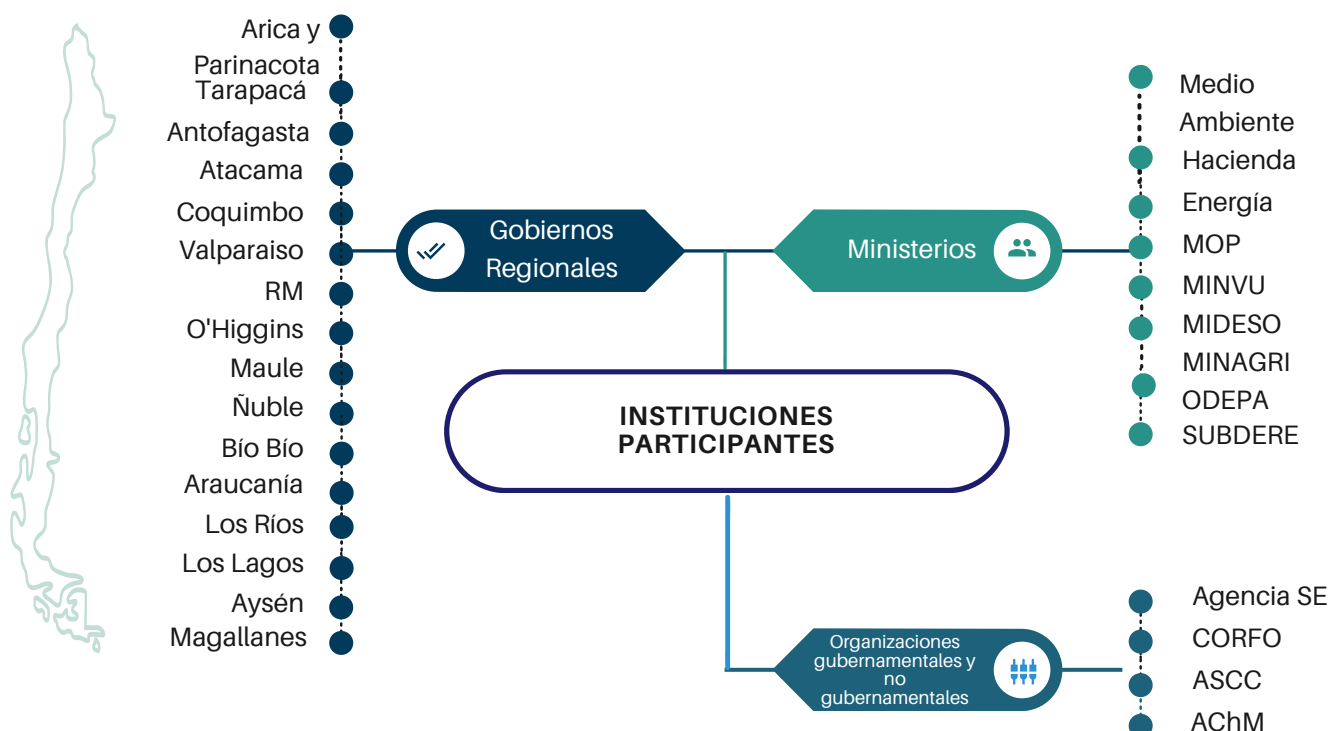 Arica y
Parinacota
Tarapacá
Antofagasta
Atacama
Coquimbo
Valparaiso
RM
O'Higgins
Maule
Ñuble
Bío Bío
Araucanía
Los Ríos
Los Lagos
Aysén
Magallanes
Gobiernos
Regionales
Ministerios
Medio
Ambiente
Hacienda
Energía
MOP
MINVU
MIDESO
MINAGRI
ODEPA
SUBDERE
INSTITUCIONES
PARTICIPANTES
Organizaciones
gubernamentales y
no
gubernamentales
Agencia SE
CORFO
ASCC
AChM